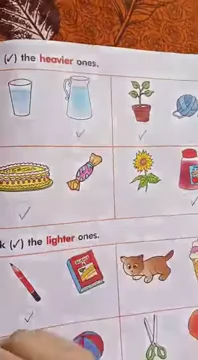 (✓) the heavier ones.
k (✓) the lighter ones.